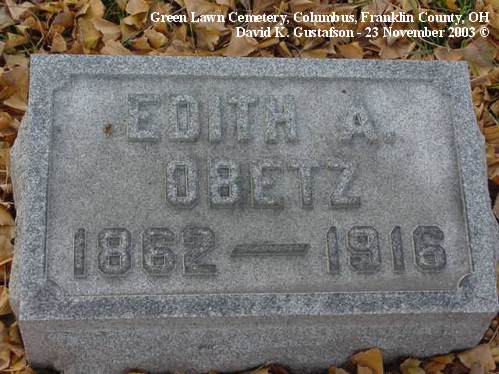 Green Lawn Cemetery, Columbus, Franklin County, OH
David K. Gustafson - 23 November 2003 ©
EDITH A.
OBETZ
1862 — 1916